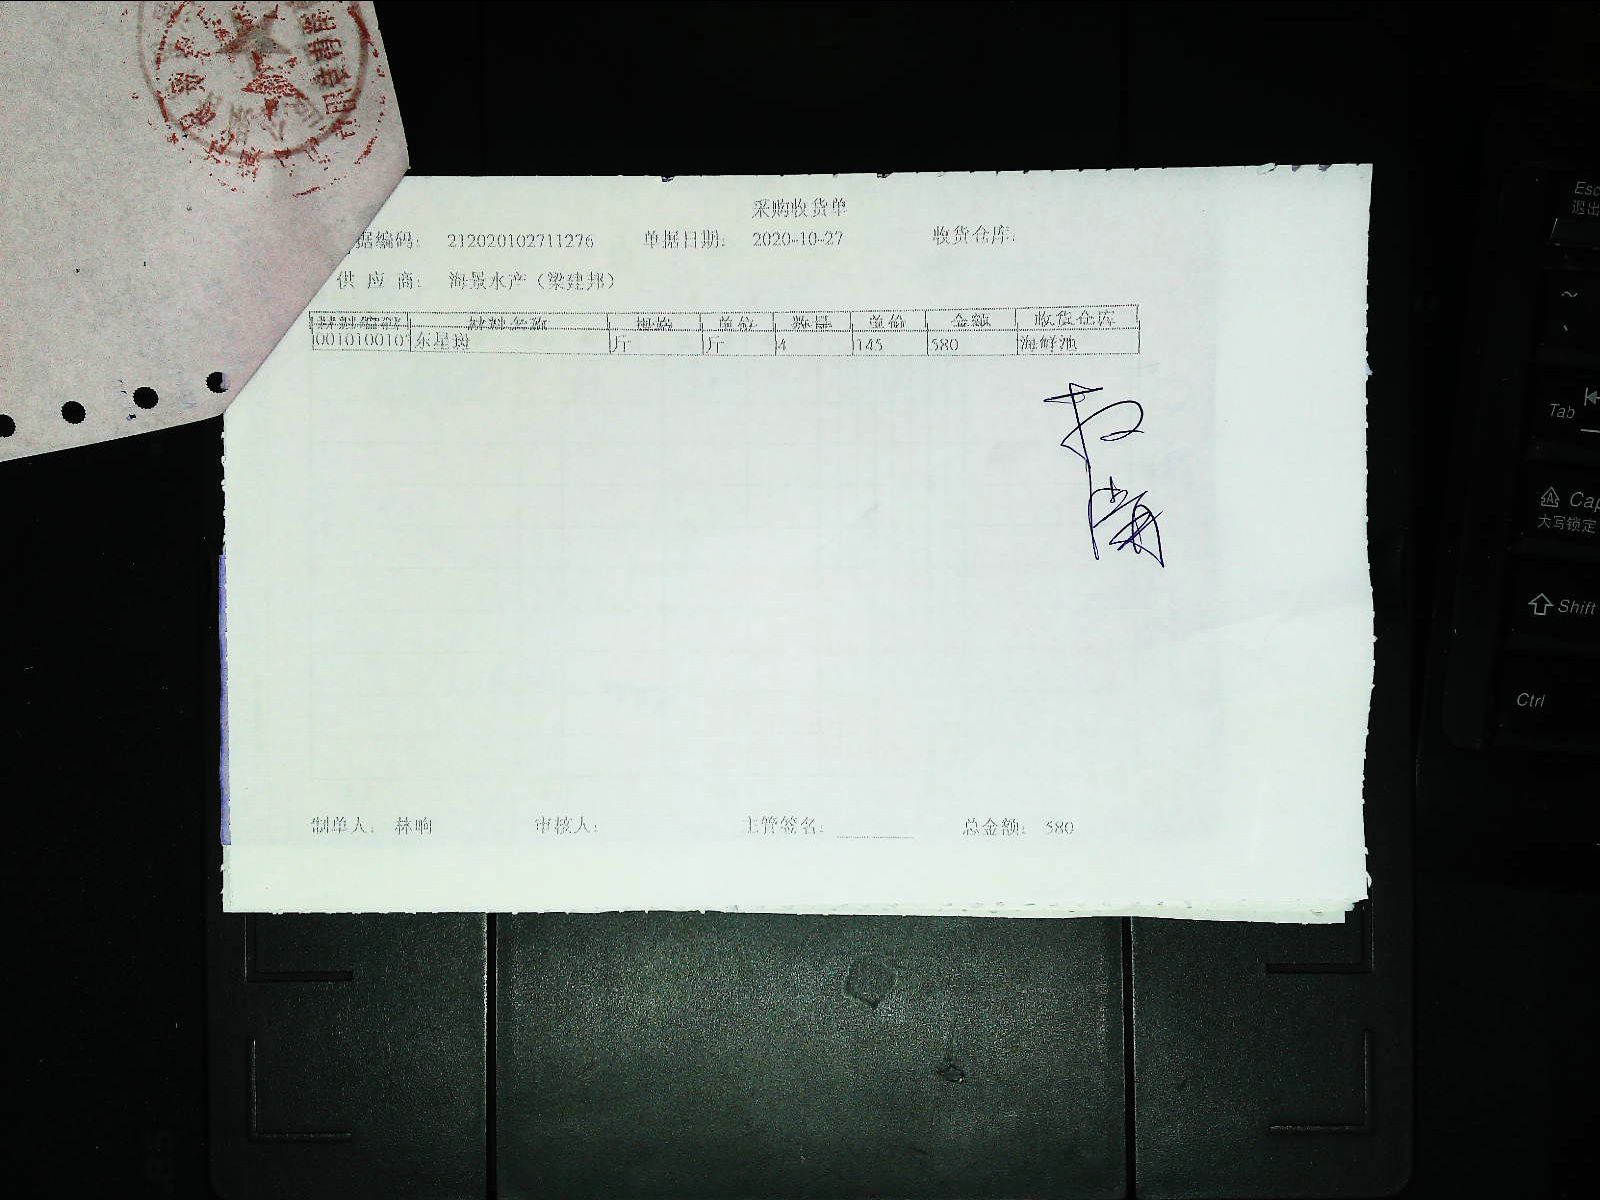 采购收货单
据编码： 212020102711276 单据日期： 2020-10-27 收货仓库：
供 应 商： 海景水产（梁建邦）
材料编码 材料名称 规格 单位 数量 单价 金额 收货仓库
001010010 东星斑 斤 斤 4 145 580 海鲜池
制单人： 林响 审核人： 主管签名： 总金额： 580
Esc
退出
~
Tab
Cap
大写锁定
Shift
Ctrl